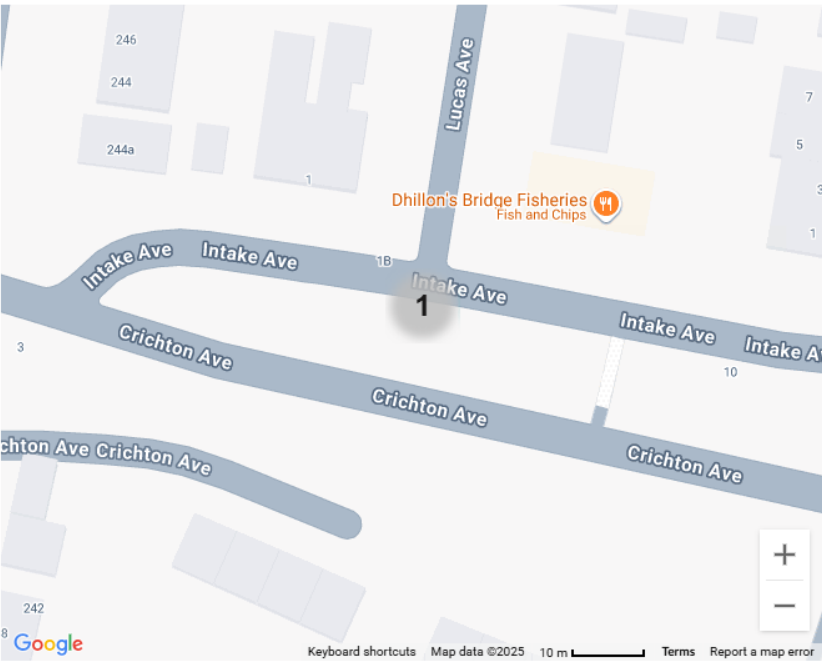 246
244
244a
Lucas Ave
7
5
3
1
1
Dhillon's Bridge Fisheries
Fish and Chips
Intake Ave
Intake Ave
1B
Intake Ave
1
Intake Ave
Intake A
10
3
Crichton Ave
Crichton Ave
Crichton Ave
chton Ave
Crichton Ave
242
8
Google
Keyboard shortcuts
Map data ©2025
10 m
Terms
Report a map error